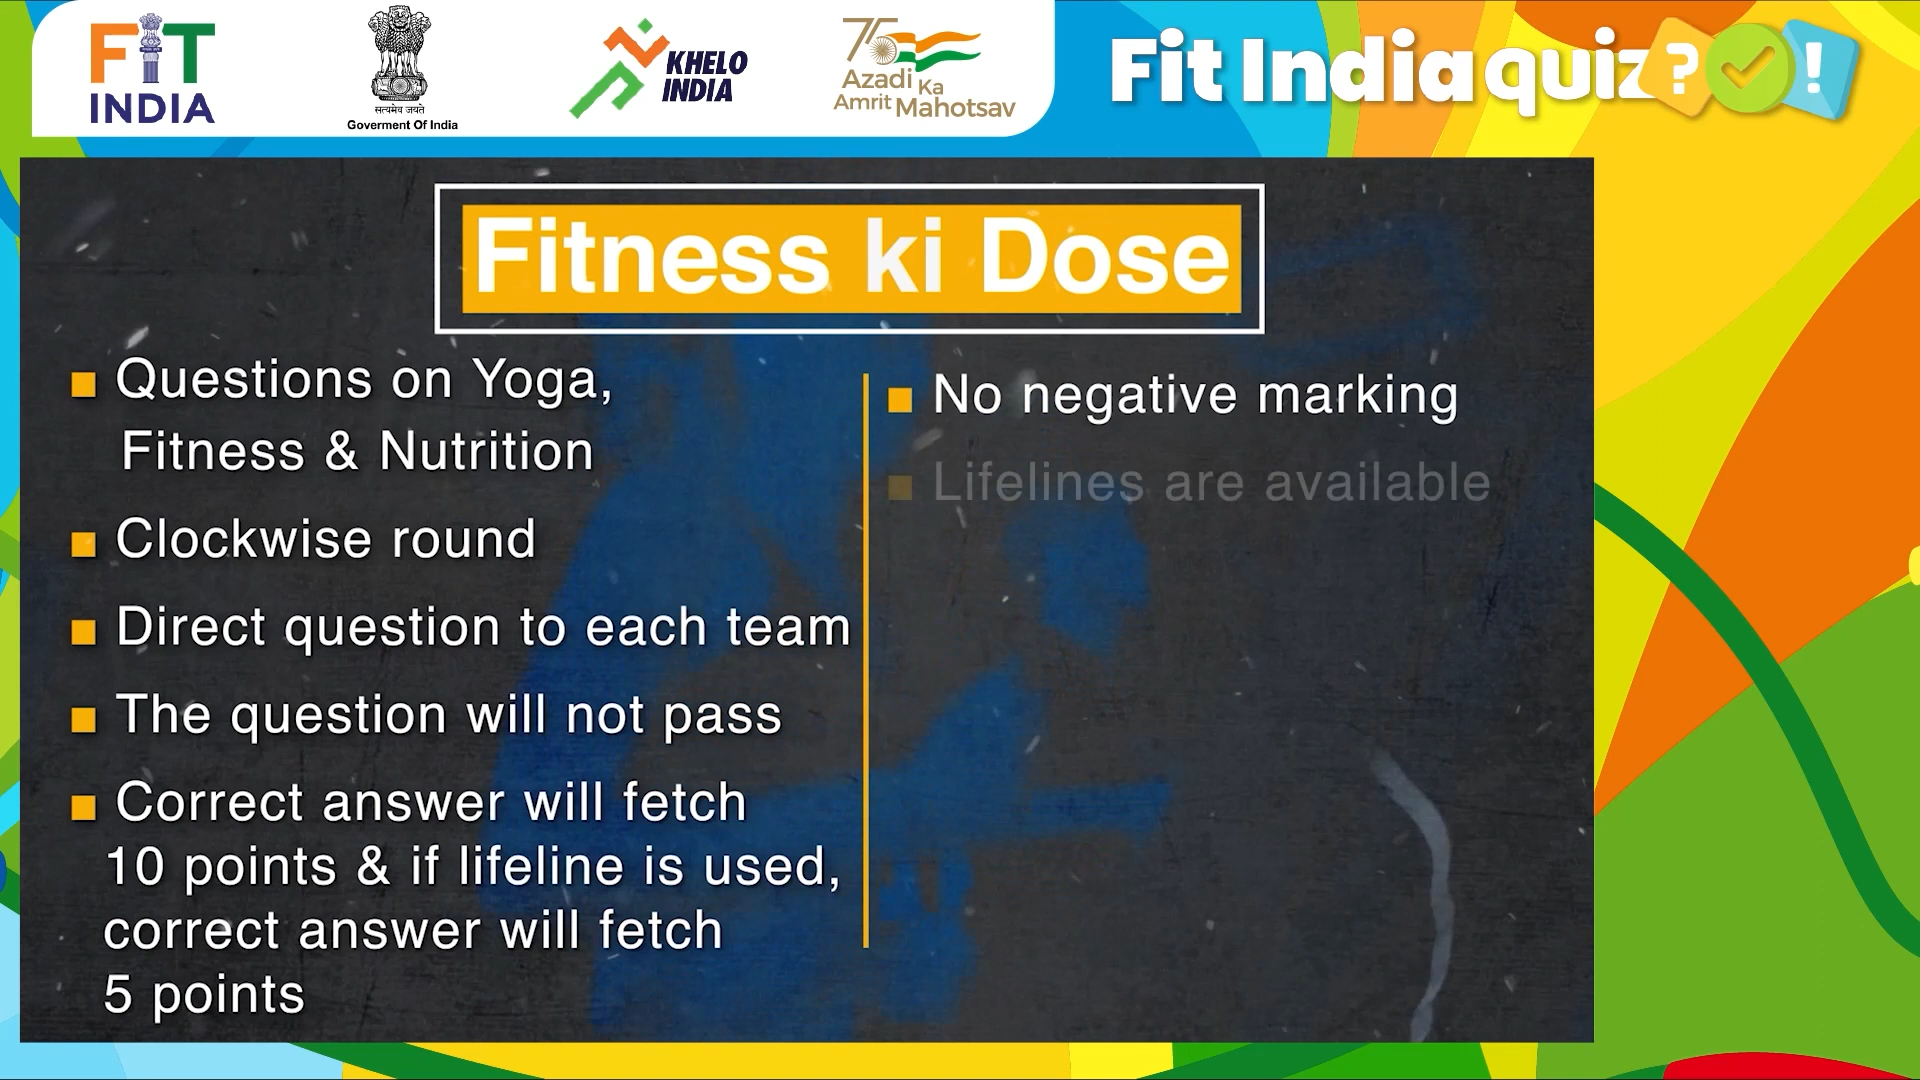 FIT
INDIA
सत्यमेव जयते
Goverment Of India
KHELO
INDIA
75
Azadi Ka
Amrit Mahotsav
Fit India quiz ? !
Fitness ki Dose
Questions on Yoga,
Fitness & Nutrition
Clockwise round
Direct question to each team
The question will not pass
Correct answer will fetch
10 points & if lifeline is used,
correct answer will fetch
5 points
No negative marking
Lifelines are available